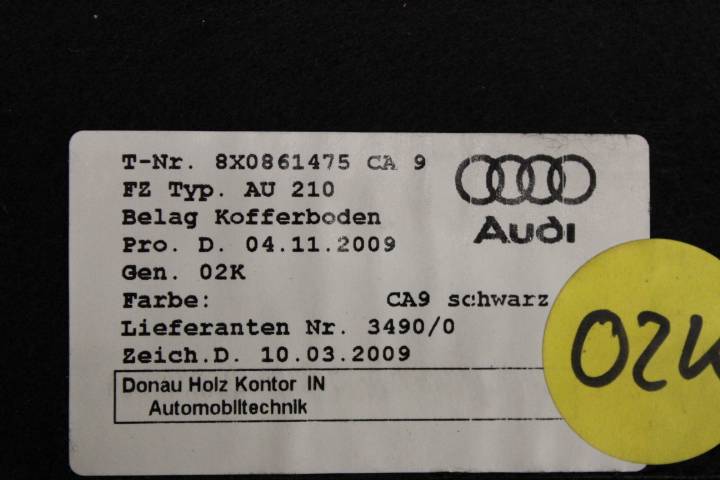 T-Nr. 8X0861475 CA 9
FZ Typ. AU 210
Belag Kofferboden
Pro. D. 04.11.2009
Gen. 02K
Farbe: CA9 schwarz
Lieferanten Nr. 3490/0
Zeich.D. 10.03.2009
Donau Holz Kontor IN
Automobiltechnik
Audi
02K